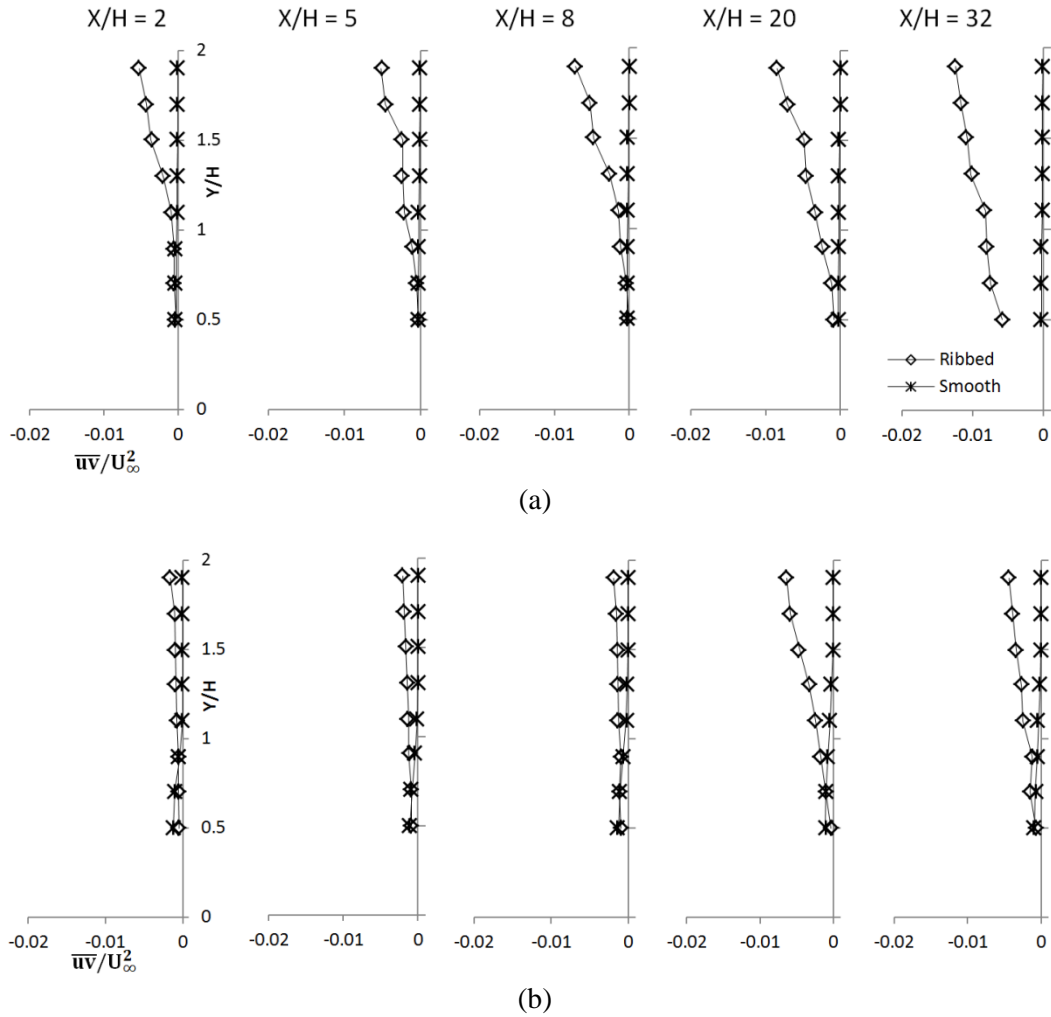 X/H = 2 X/H = 5 X/H = 8 X/H = 20 X/H = 32
2
1.5
Y/H
1
0.5
0
Ribbed
Smooth
-0.02 -0.01 0 -0.02 -0.01 0 -0.02 -0.01 0 -0.02 -0.01 0 -0.02 -0.01 0
u̅v̅/U∞²
(a)
2
1.5
Y/H
1
0.5
0
-0.02 -0.01 0 -0.02 -0.01 0 -0.02 -0.01 0 -0.02 -0.01 0 -0.02 -0.01 0
u̅v̅/U∞²
(b)